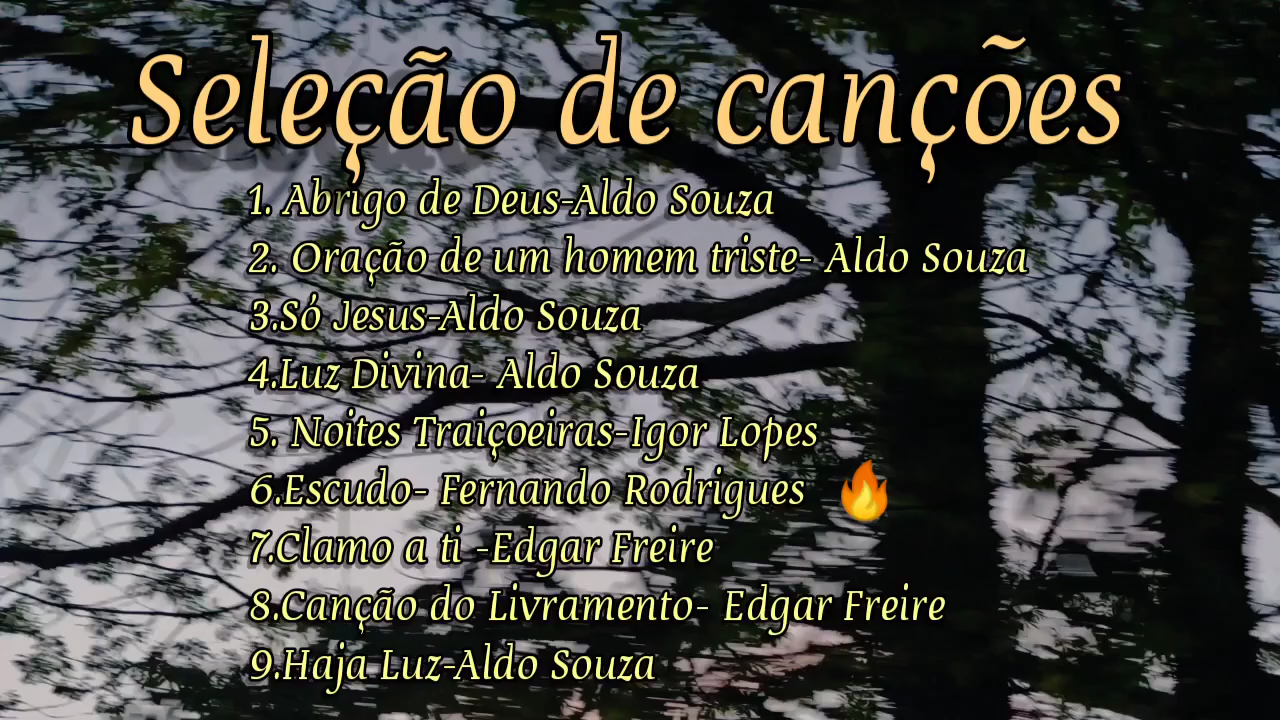 Seleção de canções
1. Abrigo de Deus-Aldo Souza
2. Oração de um homem triste- Aldo Souza
3.Só Jesus-Aldo Souza
4.Luz Divina- Aldo Souza
5. Noites Traiçoeiras-Igor Lopes
6.Escudo- Fernando Rodrigues 🔥
7.Clamo a ti -Edgar Freire
8.Canção do Livramento- Edgar Freire
9.Haja Luz-Aldo Souza